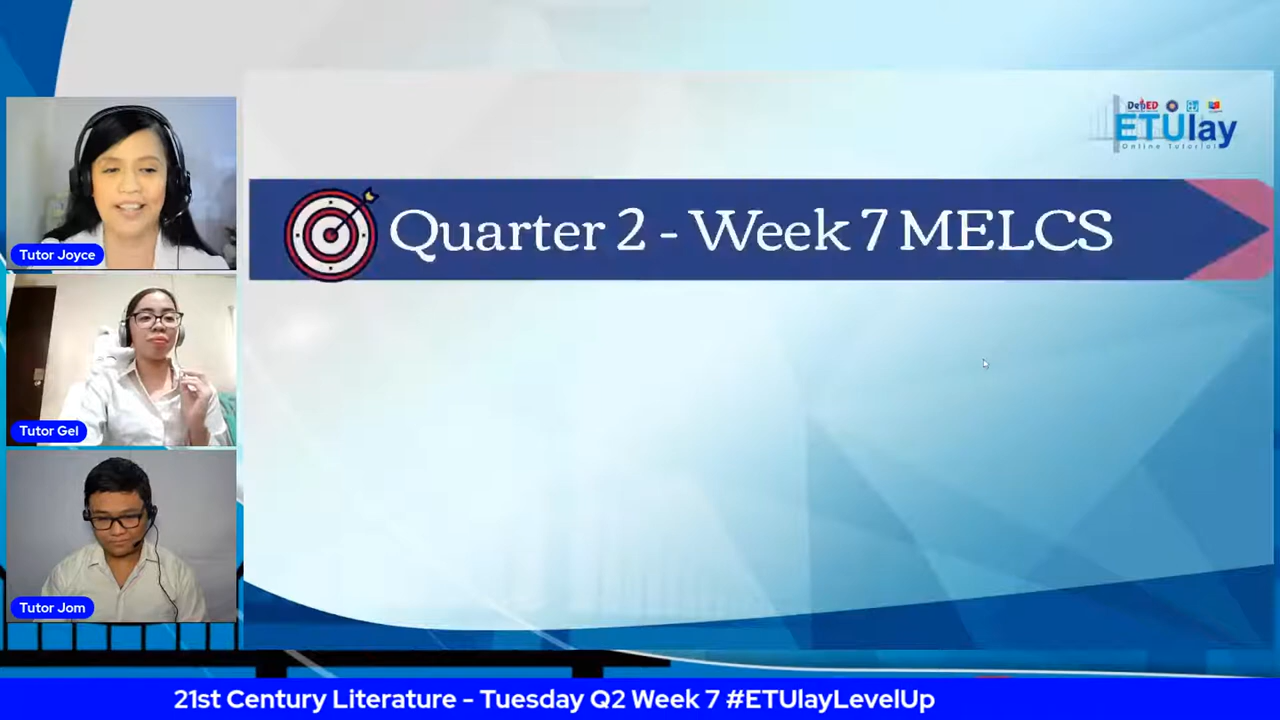 DepED
ETUlay
Online Tutorial
Quarter 2 - Week 7 MELCS
Tutor Joyce
Tutor Gel
Tutor Jom
21st Century Literature - Tuesday Q2 Week 7 #ETUlayLevelUp